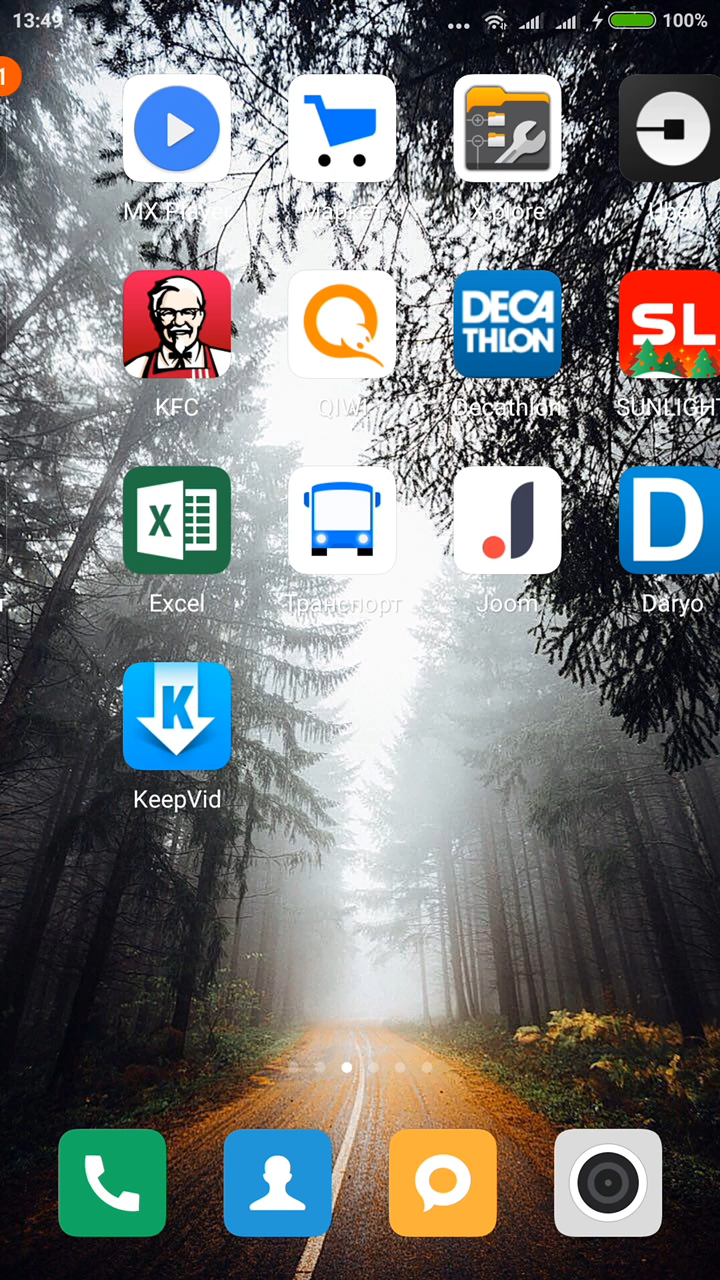 13:49 ... 100%
1
MX Player Маркет X-plore Uber
DECA
THLON
SL
KFC QIWI Decathlon SUNLIGHT
X
D
r Excel Транспорт Joom Daryo
K
KeepVid